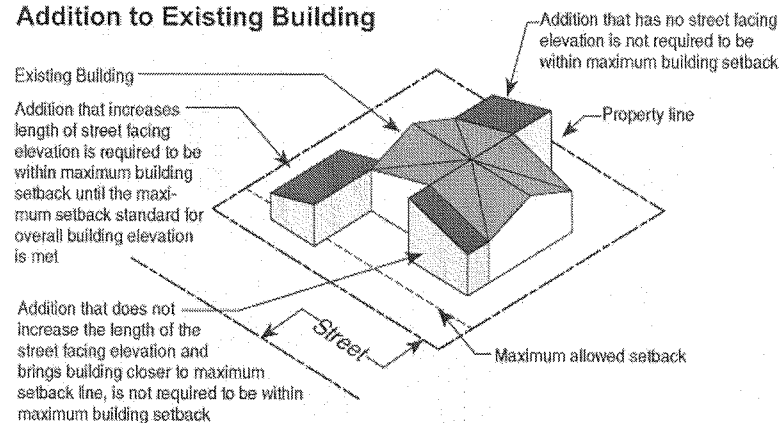 Addition to Existing Building
Addition that has no street facing
elevation is not required to be
within maximum building setback
Existing Building
Addition that increases
length of street facing
elevation is required to be
within maximum building
setback until the maxi-
mum setback standard for
overall building elevation
is met
Property line
Addition that does not
increase the length of the
street facing elevation and
brings building closer to maximum
setback line, is not required to be within
maximum building setback
Street
Maximum allowed setback